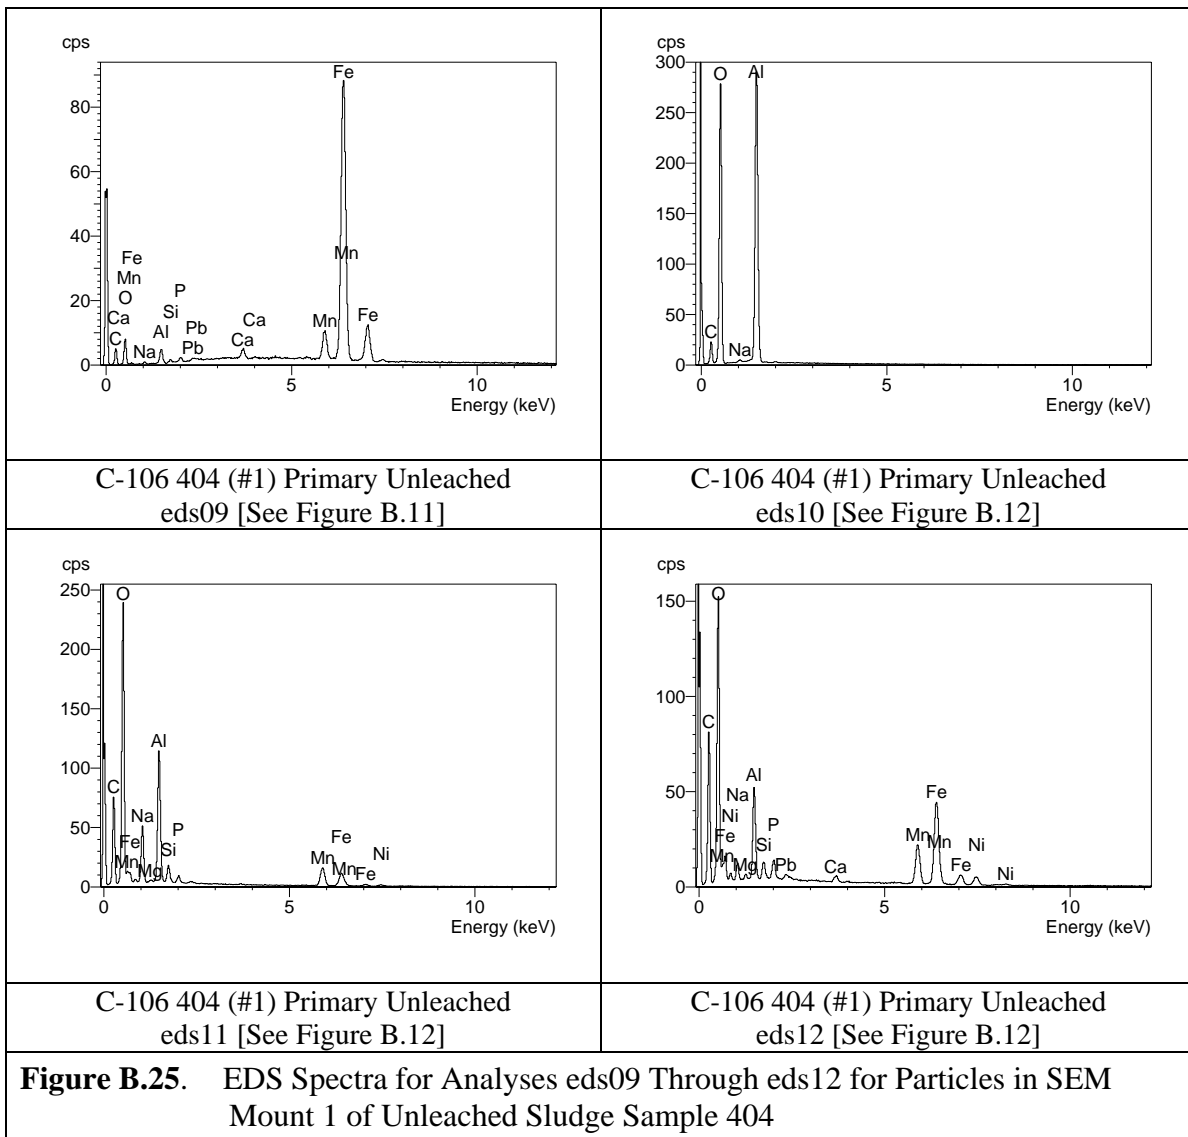 cps
Fe
80
60
Mn
40
Fe
Mn
P
O
Si
20
Ca
Ca
Mn
Fe
Al
Pb
C
Na
Pb
Ca
0
0
5
10
Energy (keV)
C-106 404 (#1) Primary Unleached
eds09 [See Figure B.11]
cps
300
O
Al
250
200
150
100
50
C
Na
0
0
5
10
Energy (keV)
C-106 404 (#1) Primary Unleached
eds10 [See Figure B.12]
cps
250
O
200
150
Al
100
C
Na
50
Fe
P
Fe
Si
Mn
Mg
Mn
Mn
Ni
Fe
0
0
5
10
Energy (keV)
C-106 404 (#1) Primary Unleached
eds11 [See Figure B.12]
cps
150
O
100
C
Al
50
Na
Fe
Ni
Fe
P
Si
Mn
Mn
Ni
Mn
Mg
Pb
Ca
Fe
Ni
0
0
5
10
Energy (keV)
C-106 404 (#1) Primary Unleached
eds12 [See Figure B.12]
Figure B.25. EDS Spectra for Analyses eds09 Through eds12 for Particles in SEM
Mount 1 of Unleached Sludge Sample 404